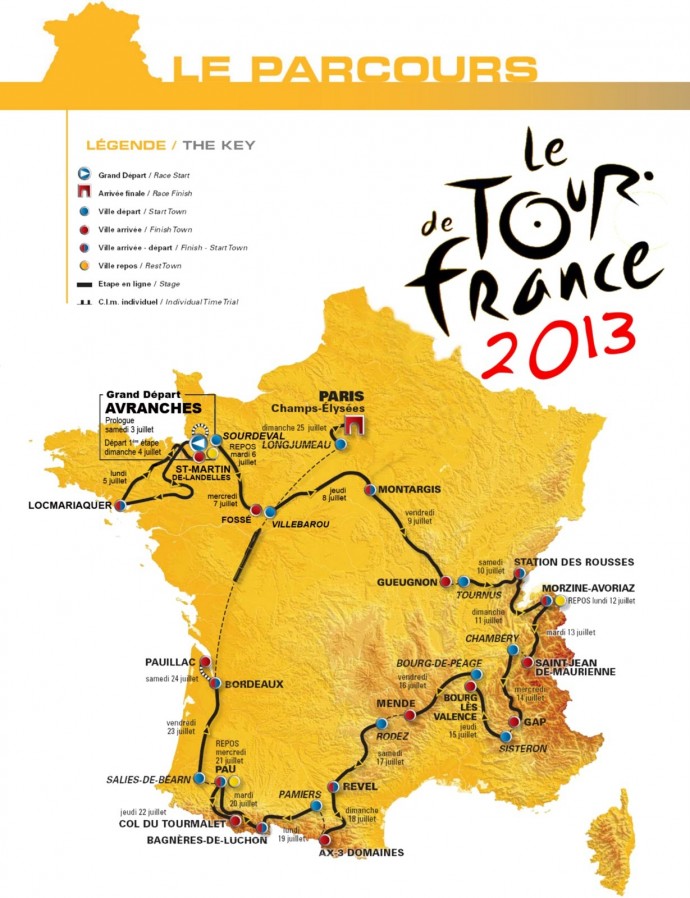 LE PARCOURS
LÉGENDE / THE KEY
Grand Départ / Race Start
Arrivée finale / Race Finish
Ville départ / Start Town
Ville arrivée / Finish Town
Ville arrivée - depart / Finish - Start Town
Ville repos / Rest Town
Etape en ligne / Stage
C.l.m. individuel / Individual Time Trial
Le
de TOUR
France
2013
Grand Départ
AVRANCHES
Prologue
samedi 3 juillet
Départ 1ère étape
dimanche 4 juillet
PARIS
Champs-Élysées
dimanche 25 juillet
LONGJUMEAU
SOURDEVAL
REPOS
mardi 6
juillet
ST-MARTIN
DE-LANDELLES
lundi
5 juillet
LOCMARIAQUER
mercredi
7 juillet
FOSSÉ
VILLEBAROU
jeudi
8 juillet
MONTARGIS
vendredi
9 juillet
GUEUGNON
TOURNUS
samedi
10 juillet
STATION DES ROUSSES
MORZINE-AVORIAZ
REPOS lundi 12 juillet
dimanche
11 juillet
mardi 13 juillet
CHAMBÉRY
SAINT-JEAN
DE-MAURIENNE
mercredi
14 juillet
GAP
SISTERON
BOURG-DE-PÉAGE
BOURG
LÈS
VALENCE
jeudi
15 juillet
vendredi
16 juillet
MENDE
RODEZ
samedi
17 juillet
REVEL
dimanche
18 juillet
AX-3 DOMAINES
PAMIERS
lundi
19 juillet
BAGNÈRES-DE-LUCHON
mardi
20 juillet
REPOS
mercredi
21 juillet
PAU
jeudi 22 juillet
COL DU TOURMALET
SALIES-DE-BÉARN
vendredi
23 juillet
BORDEAUX
PAUILLAC
samedi 24 juillet